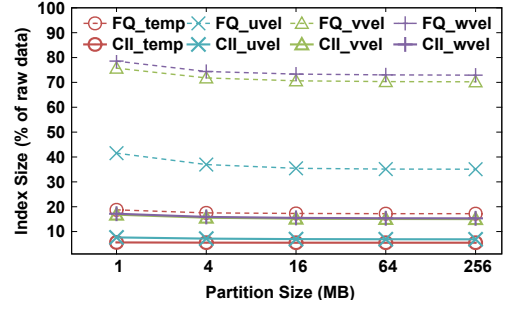 FQ_temp FQ_uvel FQ_vvel FQ_wvel
CII_temp CII_uvel CII_vvel CII_wvel
100
90
80
70
60
50
40
30
20
10
Index Size (% of raw data)
1 4 16 64 256
Partition Size (MB)